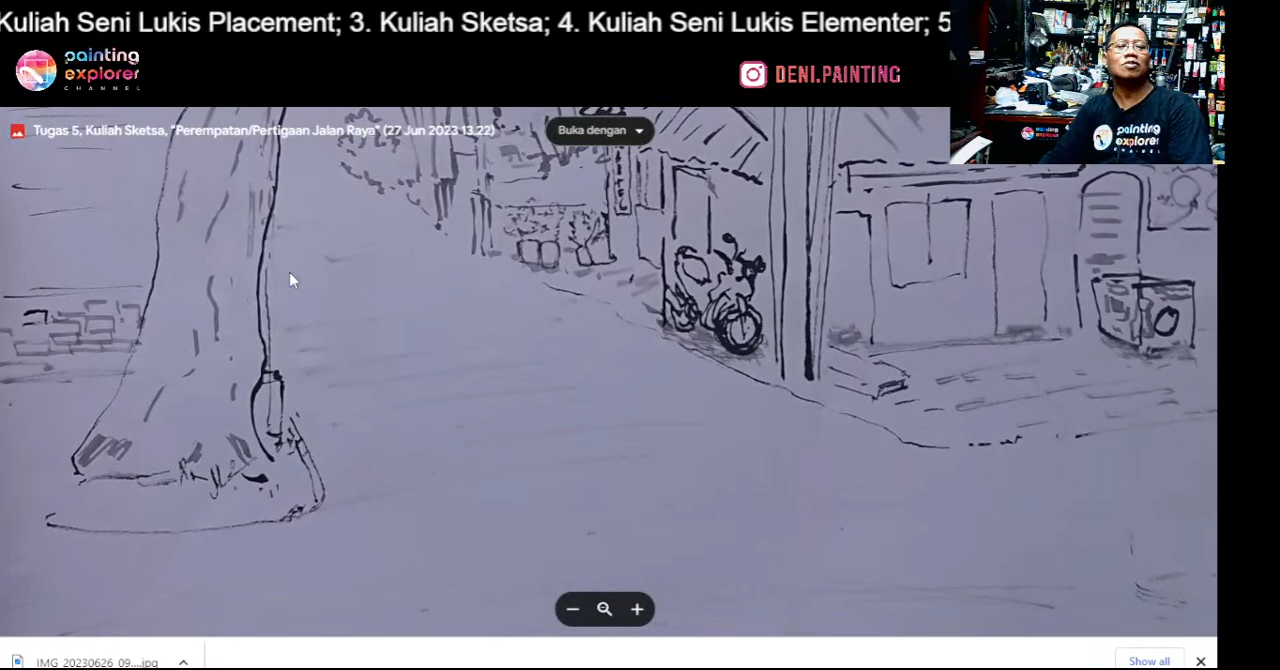 Kuliah Seni Lukis Placement; 3. Kuliah Sketsa; 4. Kuliah Seni Lukis Elementer; 5
painting
explorer
CHANNEL
DENI.PAINTING
Tugas 5, Kuliah Sketsa, "Perempatan/Pertigaan Jalan Raya" (27 Jun 2023 13.22)
Buka dengan
painting
explorer
IMG_20230626_09....jpg
Show all